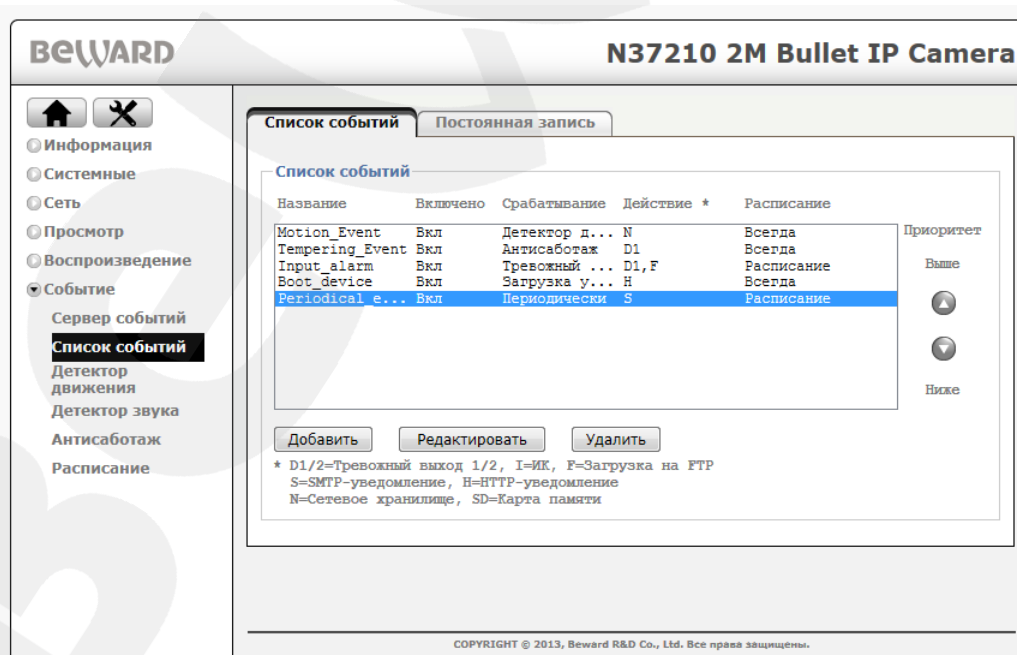 BEWARD
N37210 2M Bullet IP Camera
Информация
Системные
Сеть
Просмотр
Воспроизведение
Событие
Сервер событий
Список событий
Детектор
движения
Детектор звука
Антисаботаж
Расписание
Список событий Постоянная запись
Список событий
Название Включено Срабатывание Действие * Расписание
Motion_Event Вкл Детектор д... N Всегда
Tempering_Event Вкл Антисаботаж D1 Всегда
Input_alarm Вкл Тревожный ... D1,F Расписание
Boot_device Вкл Загрузка у... H Всегда
Periodical_e... Вкл Периодически S Расписание
Приоритет
Выше
Ниже
Добавить Редактировать Удалить
* D1/2=Тревожный выход 1/2, I=ИК, F=Загрузка на FTP
S=SMTP-уведомление, H=HTTP-уведомление
N=Сетевое хранилище, SD=Карта памяти
COPYRIGHT © 2013, Beward R&D Co., Ltd. Все права защищены.